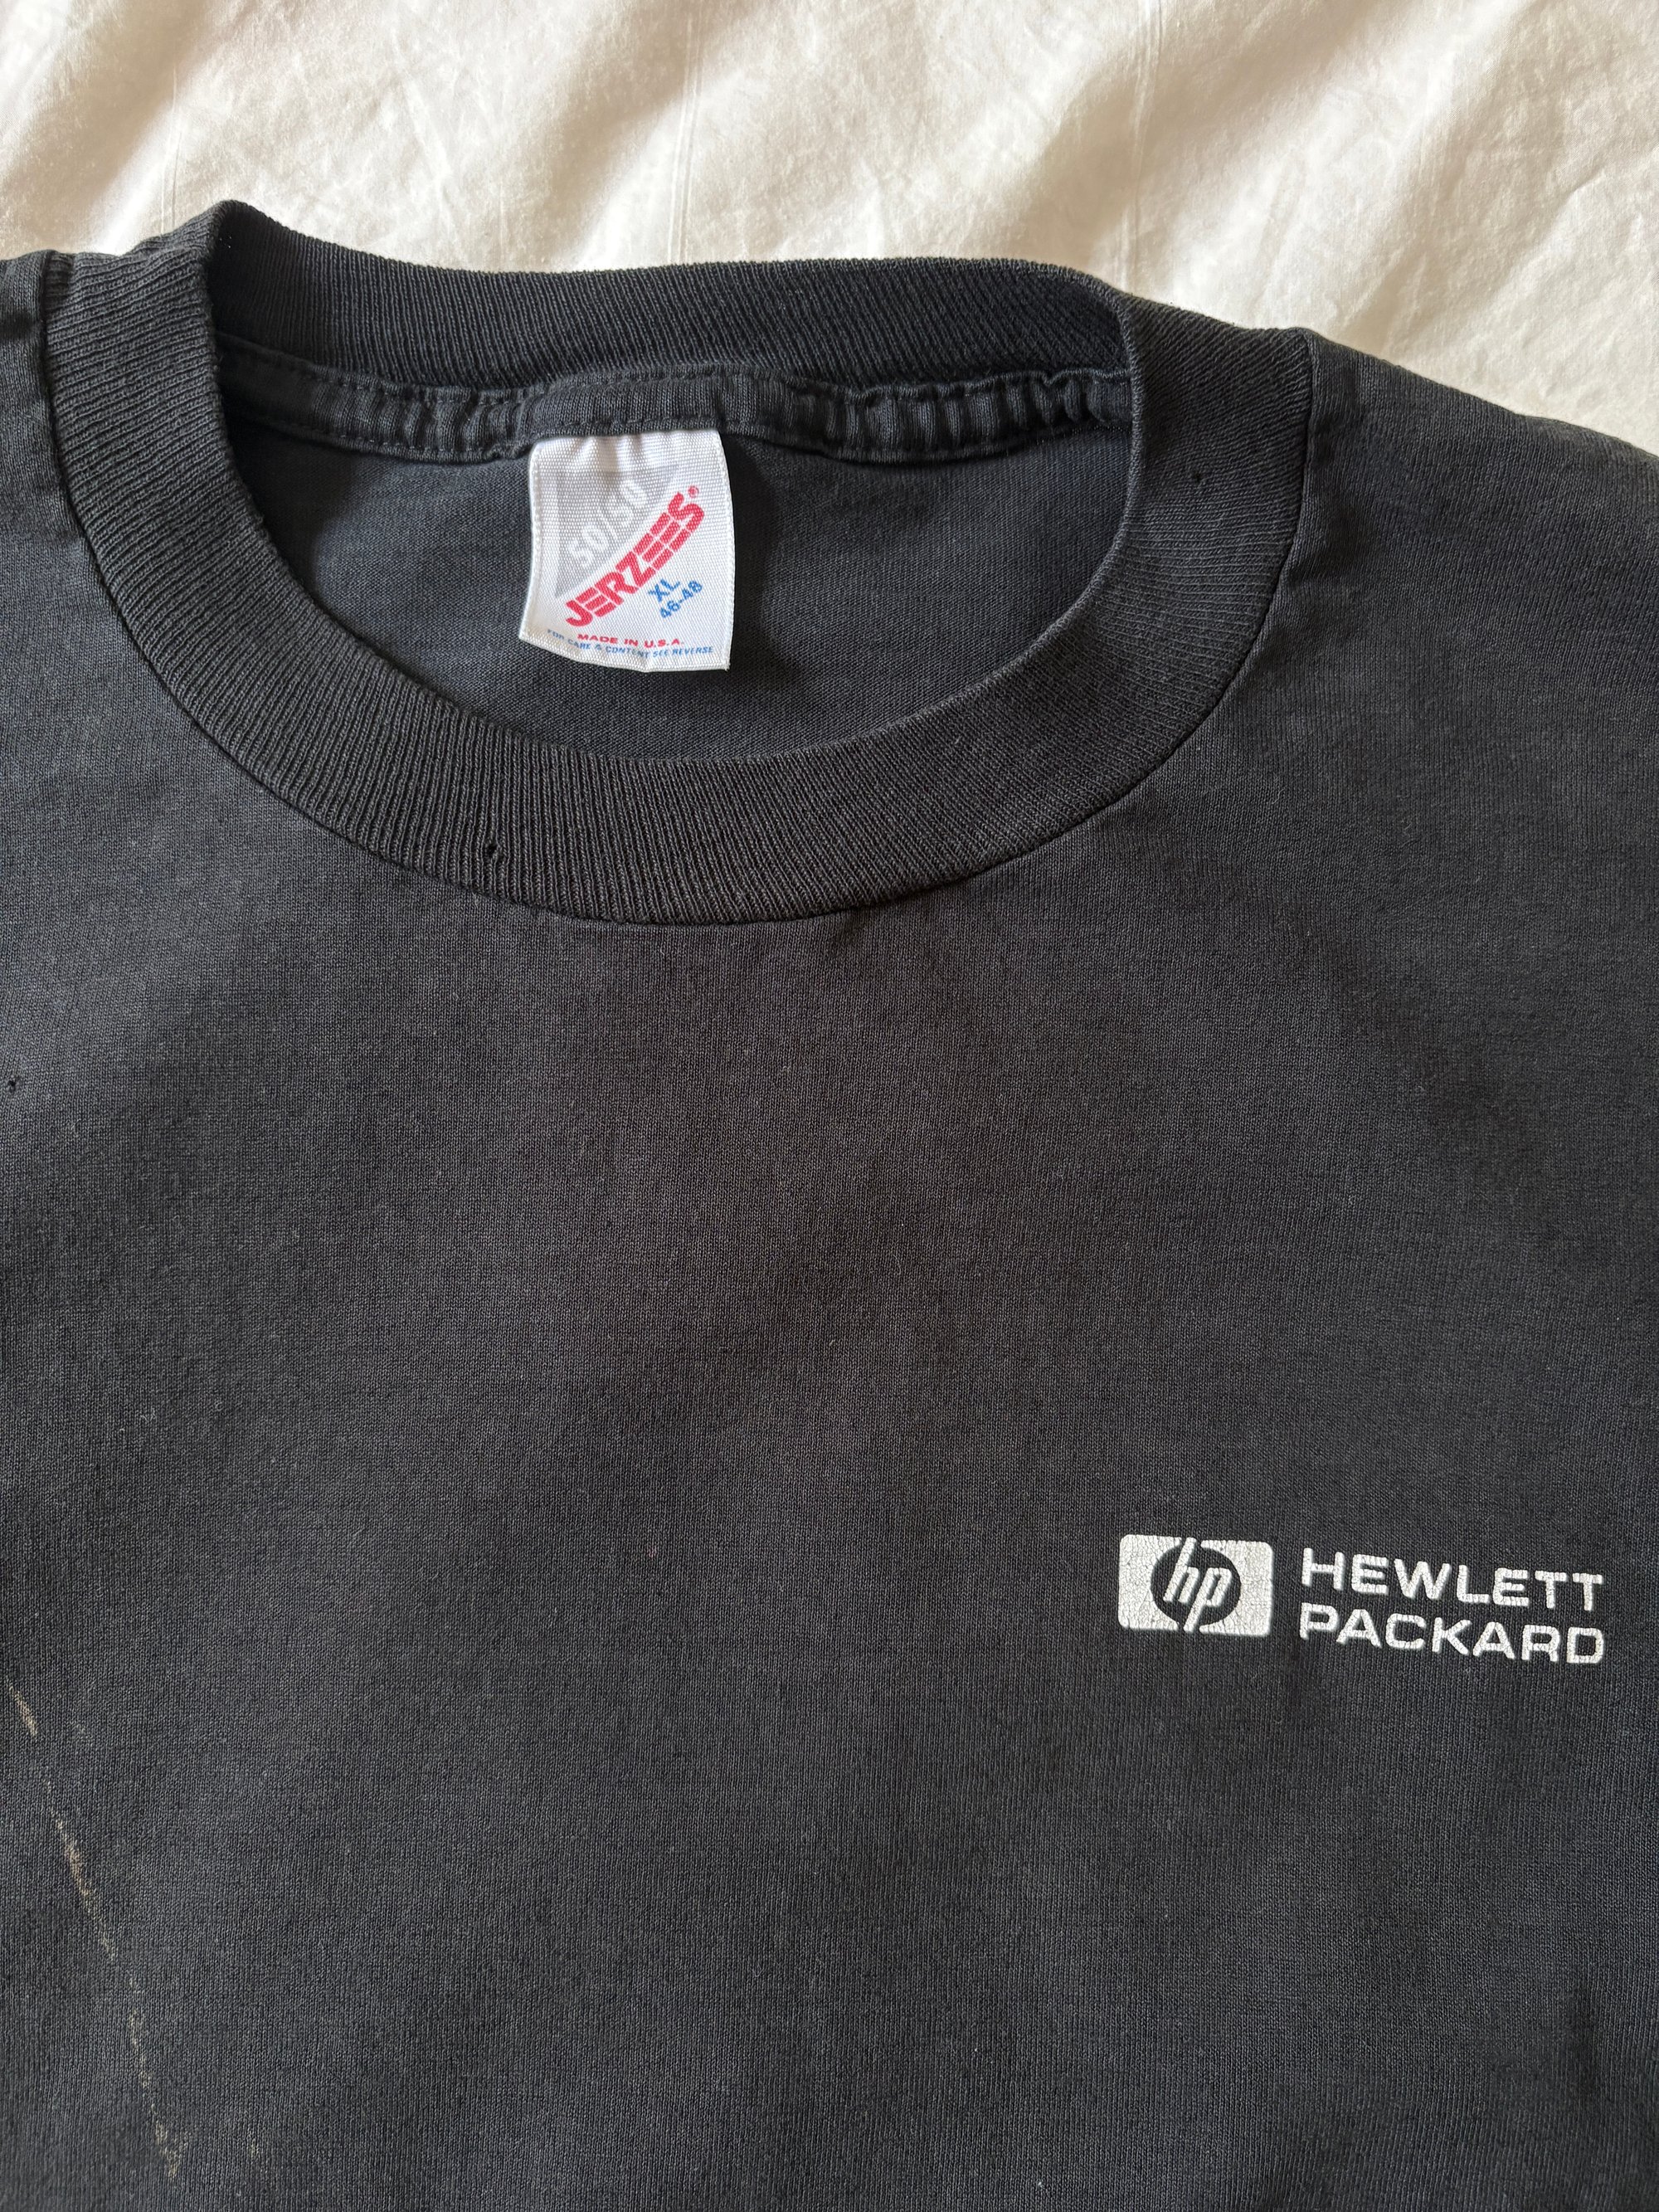 50/50
JERZEES®
XL
46-48
MADE IN U.S.A.
FOR CARE & CONTENT SEE REVERSE
hp
HEWLETT
PACKARD